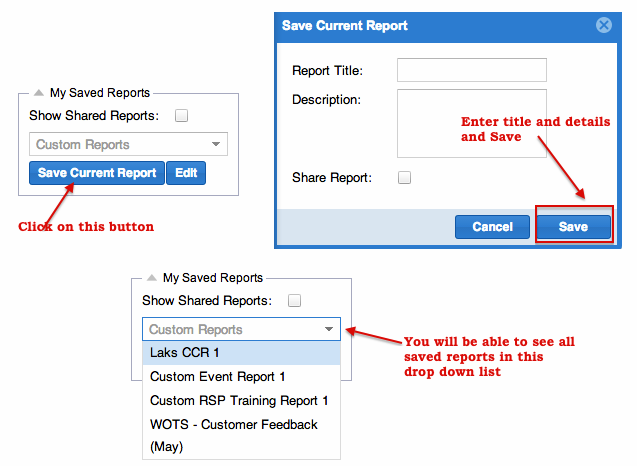 My Saved Reports
Show Shared Reports:
Custom Reports
Save Current Report
Edit
Click on this button
Save Current Report
Report Title:
Description:
Enter title and details
and Save
Share Report:
Cancel
Save
My Saved Reports
Show Shared Reports:
Custom Reports
Laks CCR 1
Custom Event Report 1
Custom RSP Training Report 1
WOTS - Customer Feedback
(May)
You will be able to see all
saved reports in this
drop down list